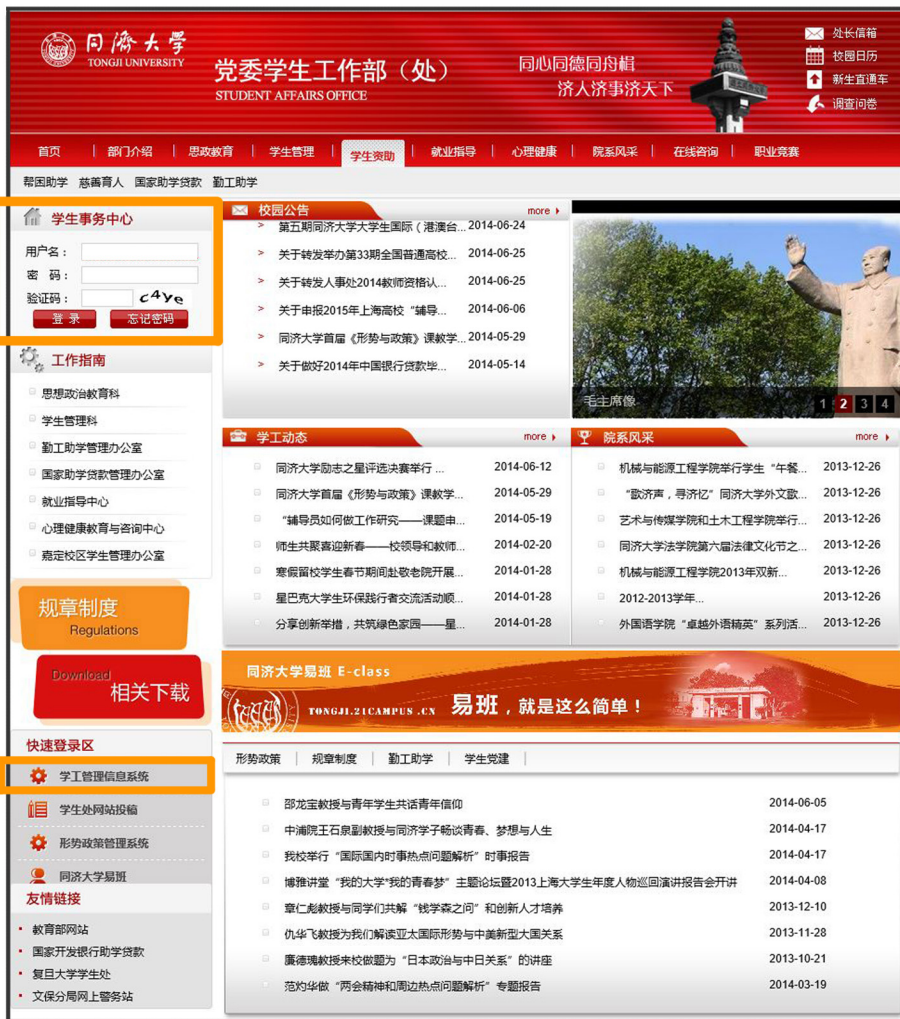 同济大学
TONGJI UNIVERSITY
党委学生工作部（处）
STUDENT AFFAIRS OFFICE
同心同德同舟楫
济人济事济天下
处长信箱
校园日历
新生直通车
调查问卷
首页 | 部门介绍 | 思政教育 | 学生管理 | 学生资助 | 就业指导 | 心理健康 | 院系风采 | 在线咨询 | 职业竞赛
帮困助学 慈善育人 国家助学贷款 勤工助学
学生事务中心
用户名：
密 码：
验证码： c4Ye
登 录 忘记密码
工作指南
思想政治教育科
学生管理科
勤工助学管理办公室
国家助学贷款管理办公室
就业指导中心
心理健康教育与咨询中心
嘉定校区学生管理办公室
规章制度
Regulations
Download
相关下载
快速登录区
学工管理信息系统
学生处网站投稿
形势政策管理系统
同济大学易班
友情链接
教育部网站
国家开发银行助学贷款
复旦大学学生处
文保分局网上警务站
校园公告 more
第五期同济大学大学生国际（港澳台... 2014-06-24
关于转发举办第33期全国普通高校... 2014-06-25
关于转发人事处2014教师资格认... 2014-06-25
关于申报2015年上海高校“辅导... 2014-06-06
同济大学首届《形势与政策》课教学... 2014-05-29
关于做好2014年中国银行贷款毕... 2014-05-14
毛主席像
1 2 3 4
学工动态 more
同济大学励志之星评选决赛举行 ... 2014-06-12
同济大学首届《形势与政策》课教学... 2014-05-29
“辅导员如何做工作研究——课题申... 2014-05-19
师生共聚喜迎新春——校领导和教师... 2014-02-20
寒假留校学生春节期间赴敬老院开展... 2014-01-28
星巴克大学生环保践行者交流活动顺... 2014-01-28
分享创新举措，共筑绿色家园——星... 2014-01-28
院系风采 more
机械与能源工程学院举行学生“午餐... 2013-12-26
“歌济声，寻济忆”同济大学外文歌... 2013-12-26
艺术与传媒学院和土木工程学院举行... 2013-12-26
同济大学法学院第六届法律文化节之... 2013-12-26
机械与能源工程学院2013年双新... 2013-12-26
2012-2013学年... 2013-12-26
外国语学院“卓越外语精英”系列活... 2013-12-26
同济大学易班 E-class
TONGJI.21CAMPUS.CN 易班，就是这么简单！
形势政策 | 规章制度 | 勤工助学 | 学生党建 |
邵龙宝教授与青年学生共话青年信仰 2014-06-05
中浦院王石泉副教授与同济学子畅谈青春、梦想与人生 2014-04-17
我校举行“国际国内时事热点问题解析”时事报告 2014-04-17
博雅讲堂“我的大学*我的青春梦”主题论坛暨2013上海大学生年度人物巡回演讲报告会开讲 2014-04-08
章仁彪教授与同学们共解“钱学森之问”和创新人才培养 2013-12-10
仇华飞教授为我们解读亚太国际形势与中美新型大国关系 2013-11-28
廉德瑰教授来校做题为“日本政治与中日关系”的讲座 2013-10-21
范灼华做“两会精神和周边热点问题解析”专题报告 2014-03-19